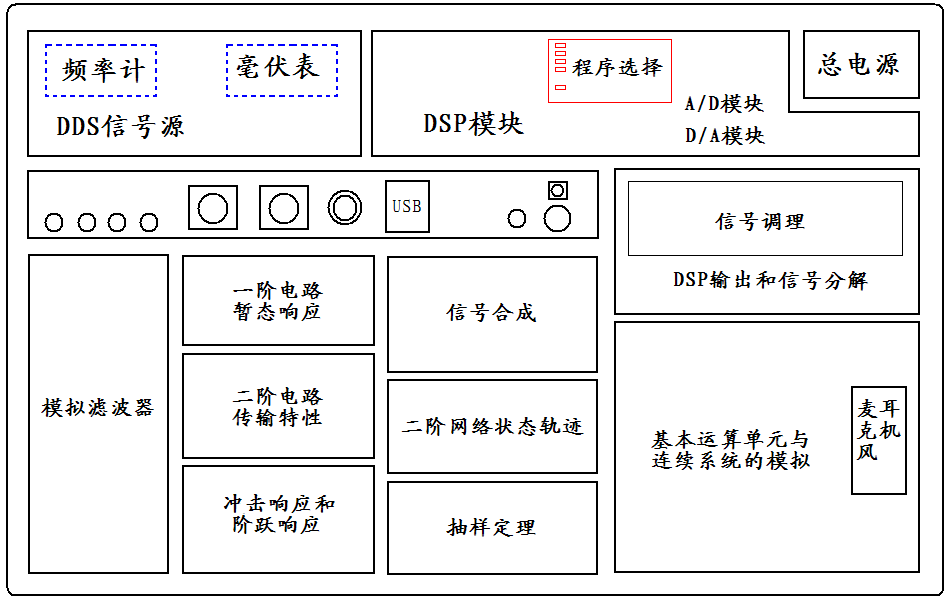 频率计
毫伏表
DDS信号源
程序选择
DSP模块
A/D模块
D/A模块
总电源
USB
信号调理
DSP输出和信号分解
模拟滤波器
一阶电路
暂态响应
二阶电路
传输特性
冲击响应和
阶跃响应
信号合成
二阶网络状态轨迹
抽样定理
基本运算单元与
连续系统的模拟
麦耳
克机
风